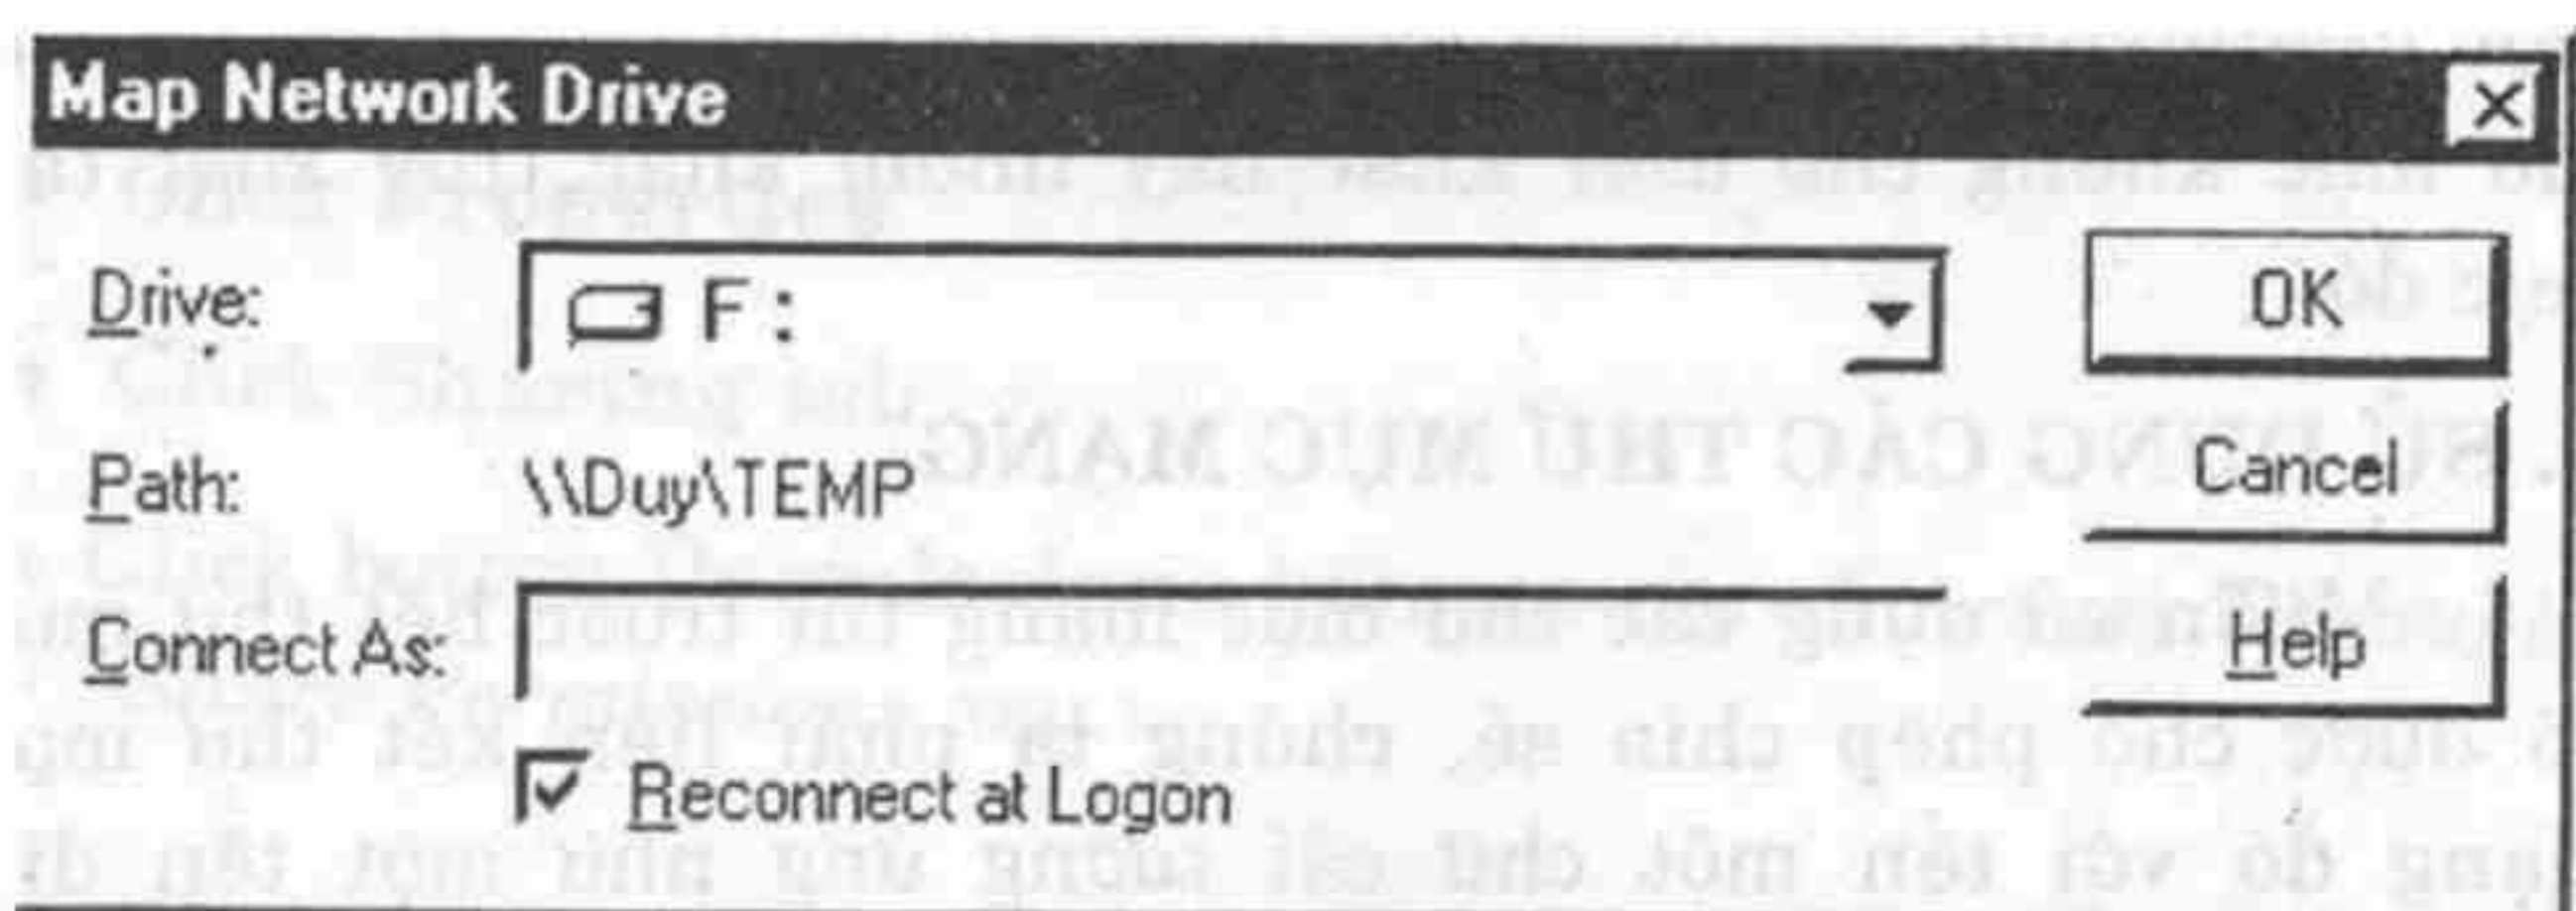 Map Network Drive
Drive: F: OK
Path: \\Duy\TEMP Cancel
Connect As: Help
Reconnect at Logon